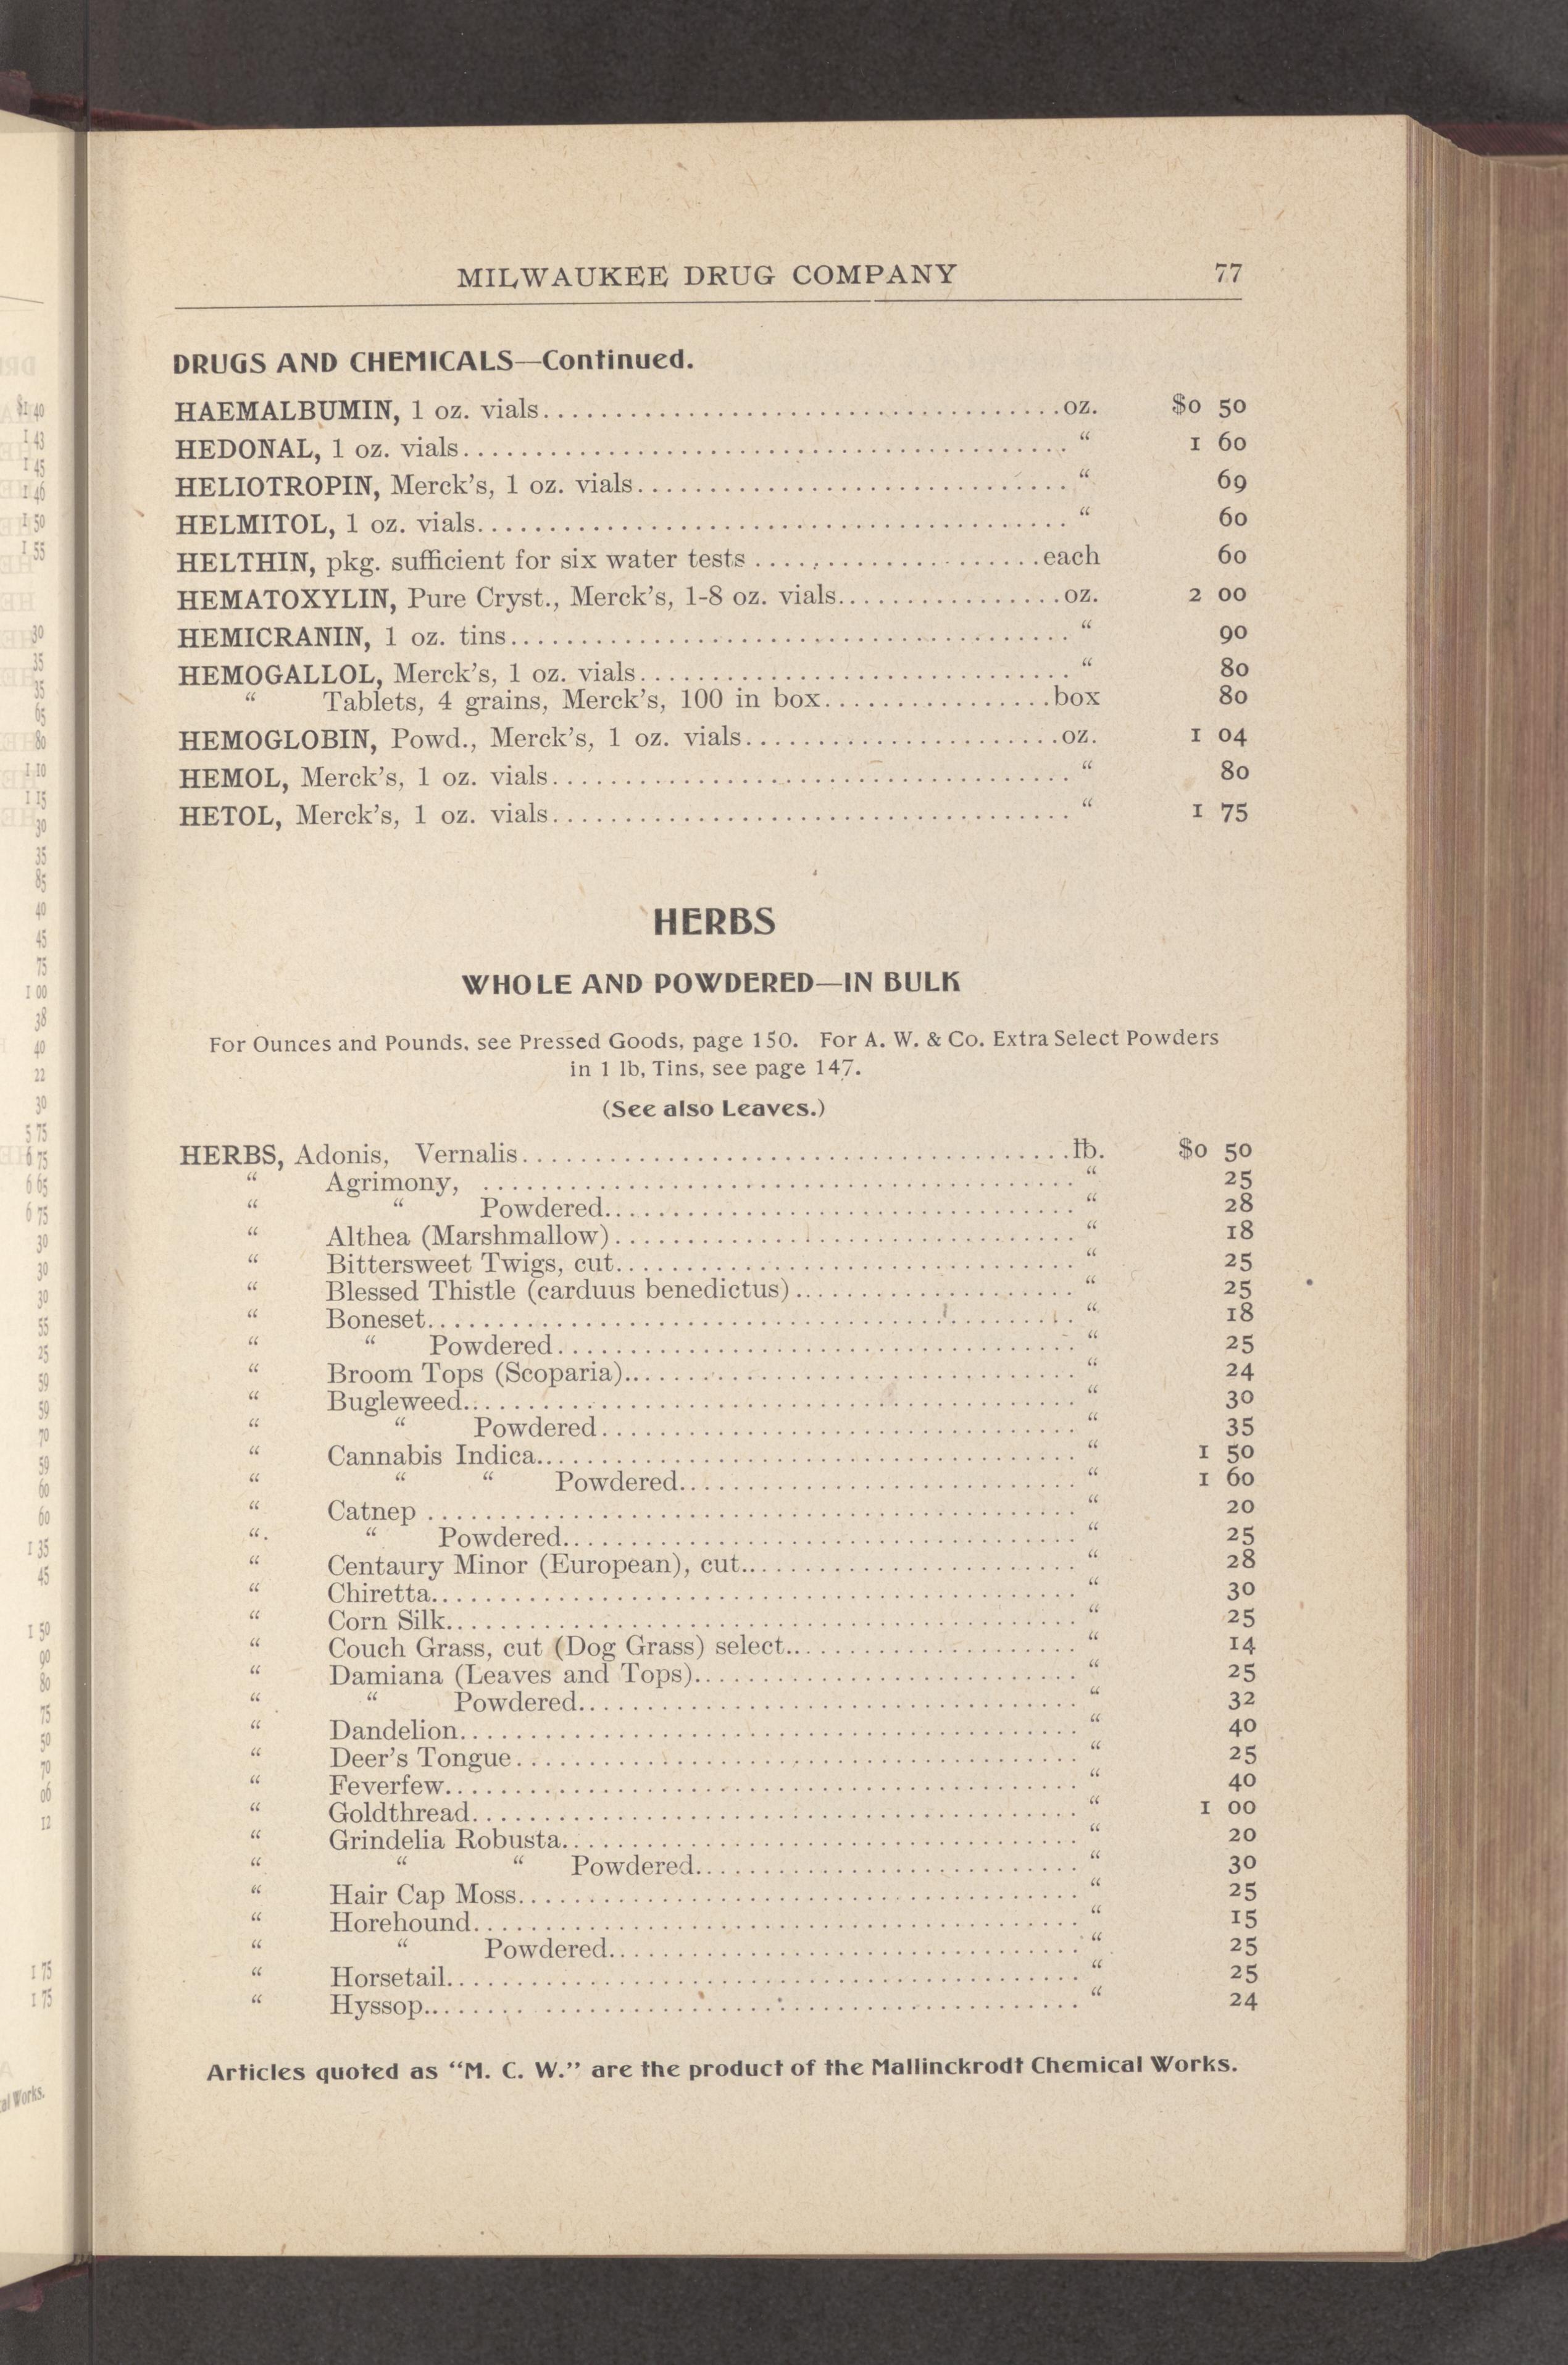 MILWAUKEE DRUG COMPANY 77
DRUGS AND CHEMICALS—Continued.
HAEMALBUMIN, 1 oz. vials. . . . . . . . . . oz. $0 50
HEDONAL, 1 oz. vials. . . . . . . . . . “ 1 60
HELIOTROPIN, Merck's, 1 oz. vials. . . . . . . . . . “ 69
HELMITOL, 1 oz. vials. . . . . . . . . . “ 60
HELTHIN, pkg. sufficient for six water tests . . . . . . . . . . each 60
HEMATOXYLIN, Pure Cryst., Merck's, 1-8 oz. vials. . . . . . . . . . oz. 2 00
HEMICRANIN, 1 oz. tins. . . . . . . . . . “ 90
HEMOGALLOL, Merck's, 1 oz. vials. . . . . . . . . . “ 80
“ Tablets, 4 grains, Merck's, 100 in box. . . . . . . . . . box 80
HEMOGLOBIN, Powd., Merck's, 1 oz. vials. . . . . . . . . . oz. 1 04
HEMOL, Merck's, 1 oz. vials. . . . . . . . . . “ 80
HETOL, Merck's, 1 oz. vials. . . . . . . . . . “ 1 75
HERBS
WHOLE AND POWDERED—IN BULK
For Ounces and Pounds, see Pressed Goods, page 150. For A. W. & Co. Extra Select Powders
in 1 lb, Tins, see page 147.
(See also Leaves.)
HERBS, Adonis, Vernalis. . . . . . . . . . lb. $0 50
“ Agrimony, . . . . . . . . . . “ 25
“ “ Powdered. . . . . . . . . . “ 28
“ Althea (Marshmallow) . . . . . . . . . . “ 18
“ Bittersweet Twigs, cut. . . . . . . . . . “ 25
“ Blessed Thistle (carduus benedictus) . . . . . . . . . . “ 25
“ Boneset. . . . . . . . . . “ 18
“ “ Powdered. . . . . . . . . . “ 25
“ Broom Tops (Scoparia). . . . . . . . . . “ 24
“ Bugleweed. . . . . . . . . . “ 30
“ “ Powdered. . . . . . . . . . “ 35
“ Cannabis Indica. . . . . . . . . . “ 1 50
“ “ “ Powdered. . . . . . . . . . “ 1 60
“ Catnep . . . . . . . . . . “ 20
“ “ Powdered. . . . . . . . . . “ 25
“ Centaury Minor (European), cut. . . . . . . . . . “ 28
“ Chiretta. . . . . . . . . . “ 30
“ Corn Silk. . . . . . . . . . “ 25
“ Couch Grass, cut (Dog Grass) select. . . . . . . . . . “ 14
“ Damiana (Leaves and Tops). . . . . . . . . . “ 25
“ “ Powdered. . . . . . . . . . “ 32
“ Dandelion. . . . . . . . . . “ 40
“ Deer's Tongue. . . . . . . . . . “ 25
“ Feverfew. . . . . . . . . . “ 40
“ Goldthread. . . . . . . . . . “ 1 00
“ Grindelia Robusta. . . . . . . . . . “ 20
“ “ “ Powdered. . . . . . . . . . “ 30
“ Hair Cap Moss. . . . . . . . . . “ 25
“ Horehound. . . . . . . . . . “ 15
“ “ Powdered. . . . . . . . . . “ 25
“ Horsetail. . . . . . . . . . “ 25
“ Hyssop. . . . . . . . . . “ 24
Articles quoted as “M. C. W.” are the product of the Mallinckrodt Chemical Works.